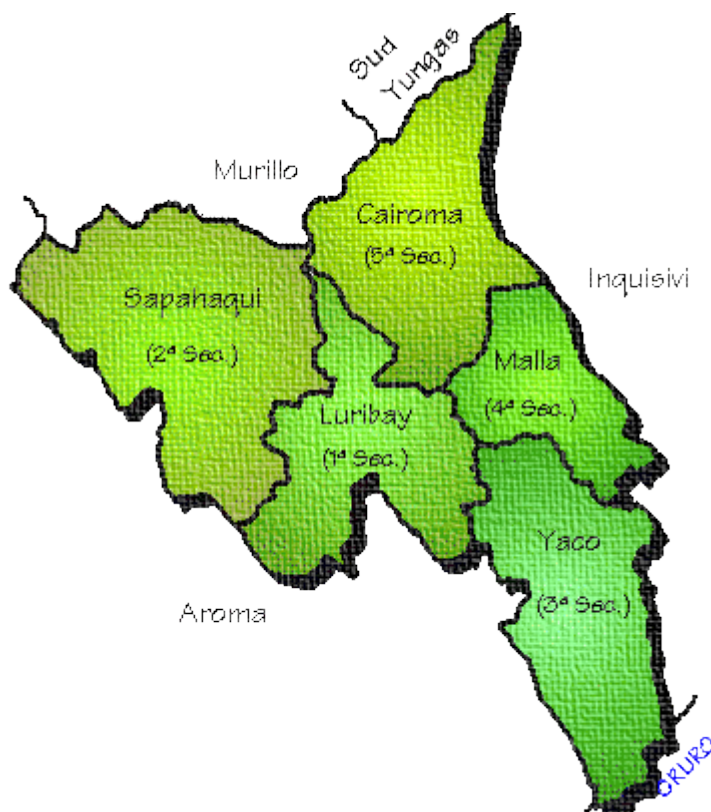 Sud
Yungas
Murillo
Cairoma
(5ª Sec.)
Inquisivi
Sapahaqui
(2ª Sec.)
Malla
(4ª Sec.)
Luribay
(1ª Sec.)
Yaco
(3ª Sec.)
Aroma
ORURO